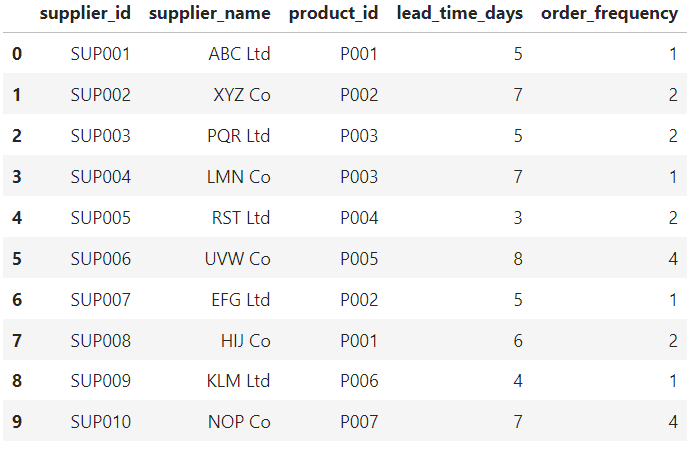 supplier_id supplier_name product_id lead_time_days order_frequency
0 SUP001 ABC Ltd P001 5 1
1 SUP002 XYZ Co P002 7 2
2 SUP003 PQR Ltd P003 5 2
3 SUP004 LMN Co P003 7 1
4 SUP005 RST Ltd P004 3 2
5 SUP006 UVW Co P005 8 4
6 SUP007 EFG Ltd P002 5 1
7 SUP008 HIJ Co P001 6 2
8 SUP009 KLM Ltd P006 4 1
9 SUP010 NOP Co P007 7 4